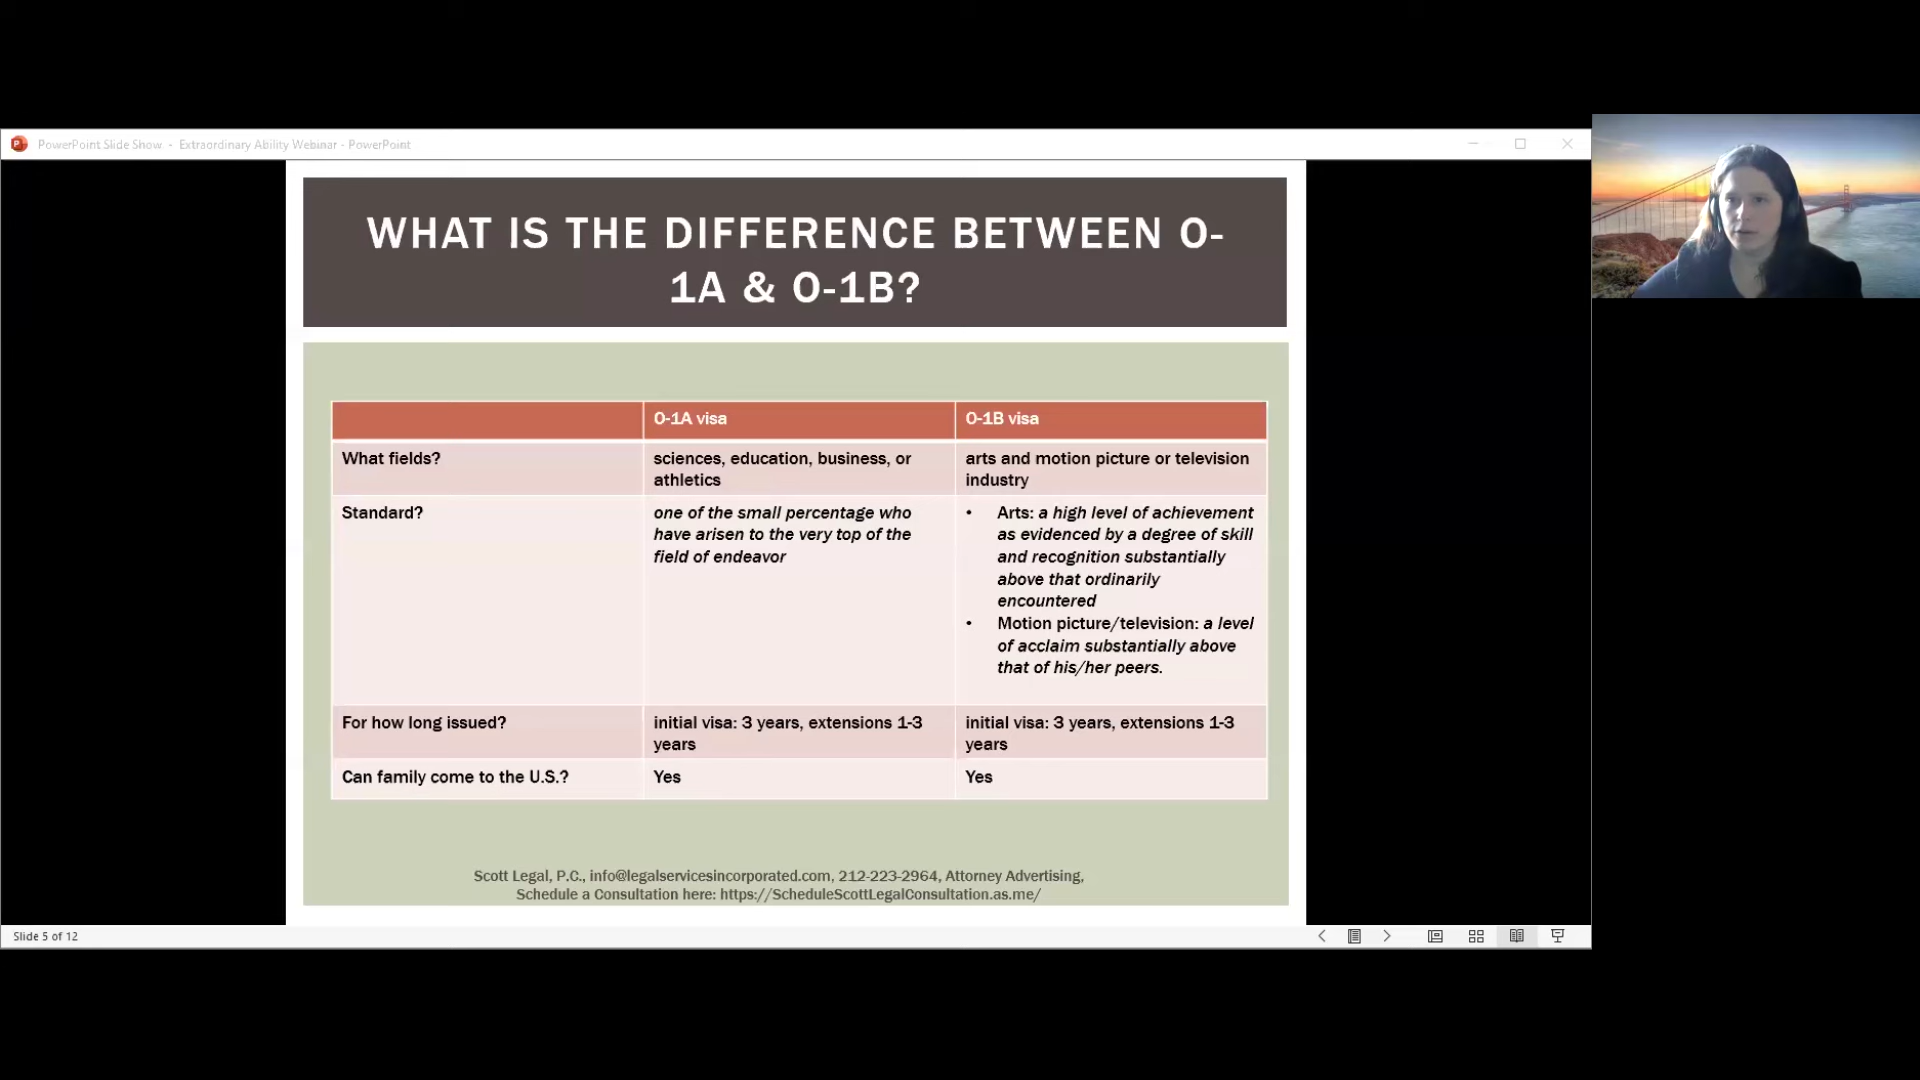 PowerPoint Slide Show - Extraordinary Ability Webinar - PowerPoint
WHAT IS THE DIFFERENCE BETWEEN O-
1A & O-1B?
O-1A visa
O-1B visa
What fields?
sciences, education, business, or
athletics
arts and motion picture or television
industry
Standard?
one of the small percentage who
have arisen to the very top of the
field of endeavor
• Arts: a high level of achievement
as evidenced by a degree of skill
and recognition substantially
above that ordinarily
encountered
• Motion picture/television: a level
of acclaim substantially above
that of his/her peers.
For how long issued?
initial visa: 3 years, extensions 1-3
years
initial visa: 3 years, extensions 1-3
years
Can family come to the U.S.?
Yes
Yes
Scott Legal, P.C., info@legalservicesincorporated.com, 212-223-2964, Attorney Advertising,
Schedule a Consultation here: https://ScheduleScottLegalConsultation.as.me/
Slide 5 of 12